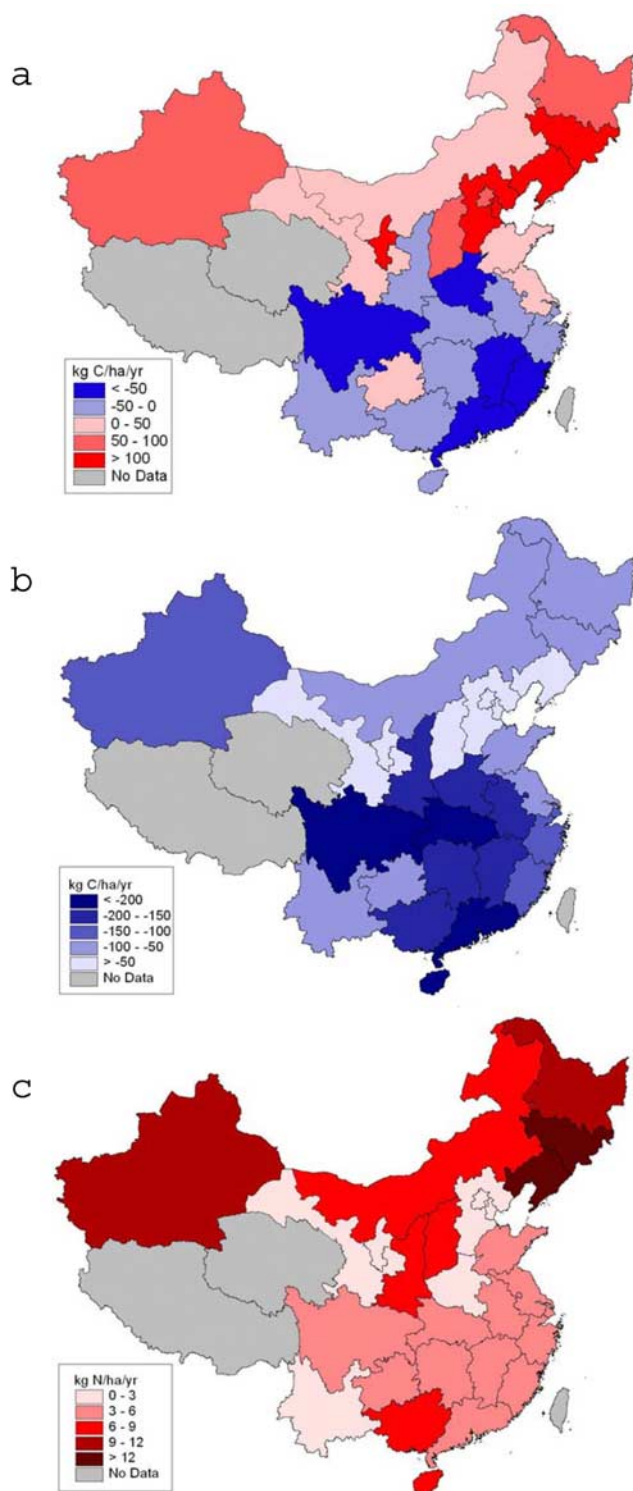 a
kg C/ha/yr
< -50
-50 - 0
0 - 50
50 - 100
> 100
No Data
b
kg C/ha/yr
< -200
-200 - -150
-150 - -100
-100 - -50
> -50
No Data
c
kg N/ha/yr
0 - 3
3 - 6
6 - 9
9 - 12
> 12
No Data